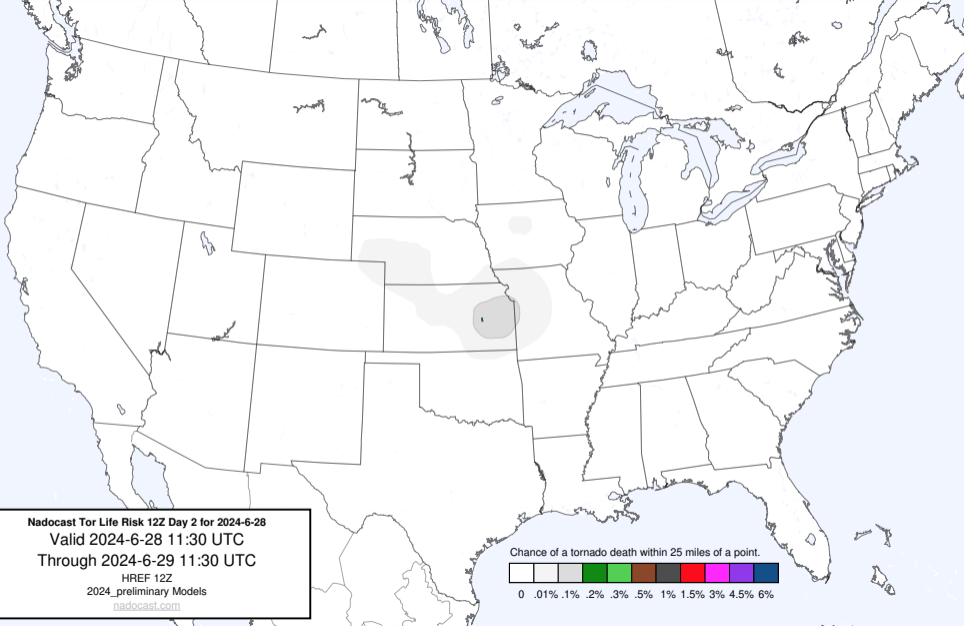 Nadocast Tor Life Risk 12Z Day 2 for 2024-6-28
Valid 2024-6-28 11:30 UTC
Through 2024-6-29 11:30 UTC
HREF 12Z
2024_preliminary Models
nadocast.com
Chance of a tornado death within 25 miles of a point.
0 .01% .1% .2% .3% .5% 1% 1.5% 3% 4.5% 6%